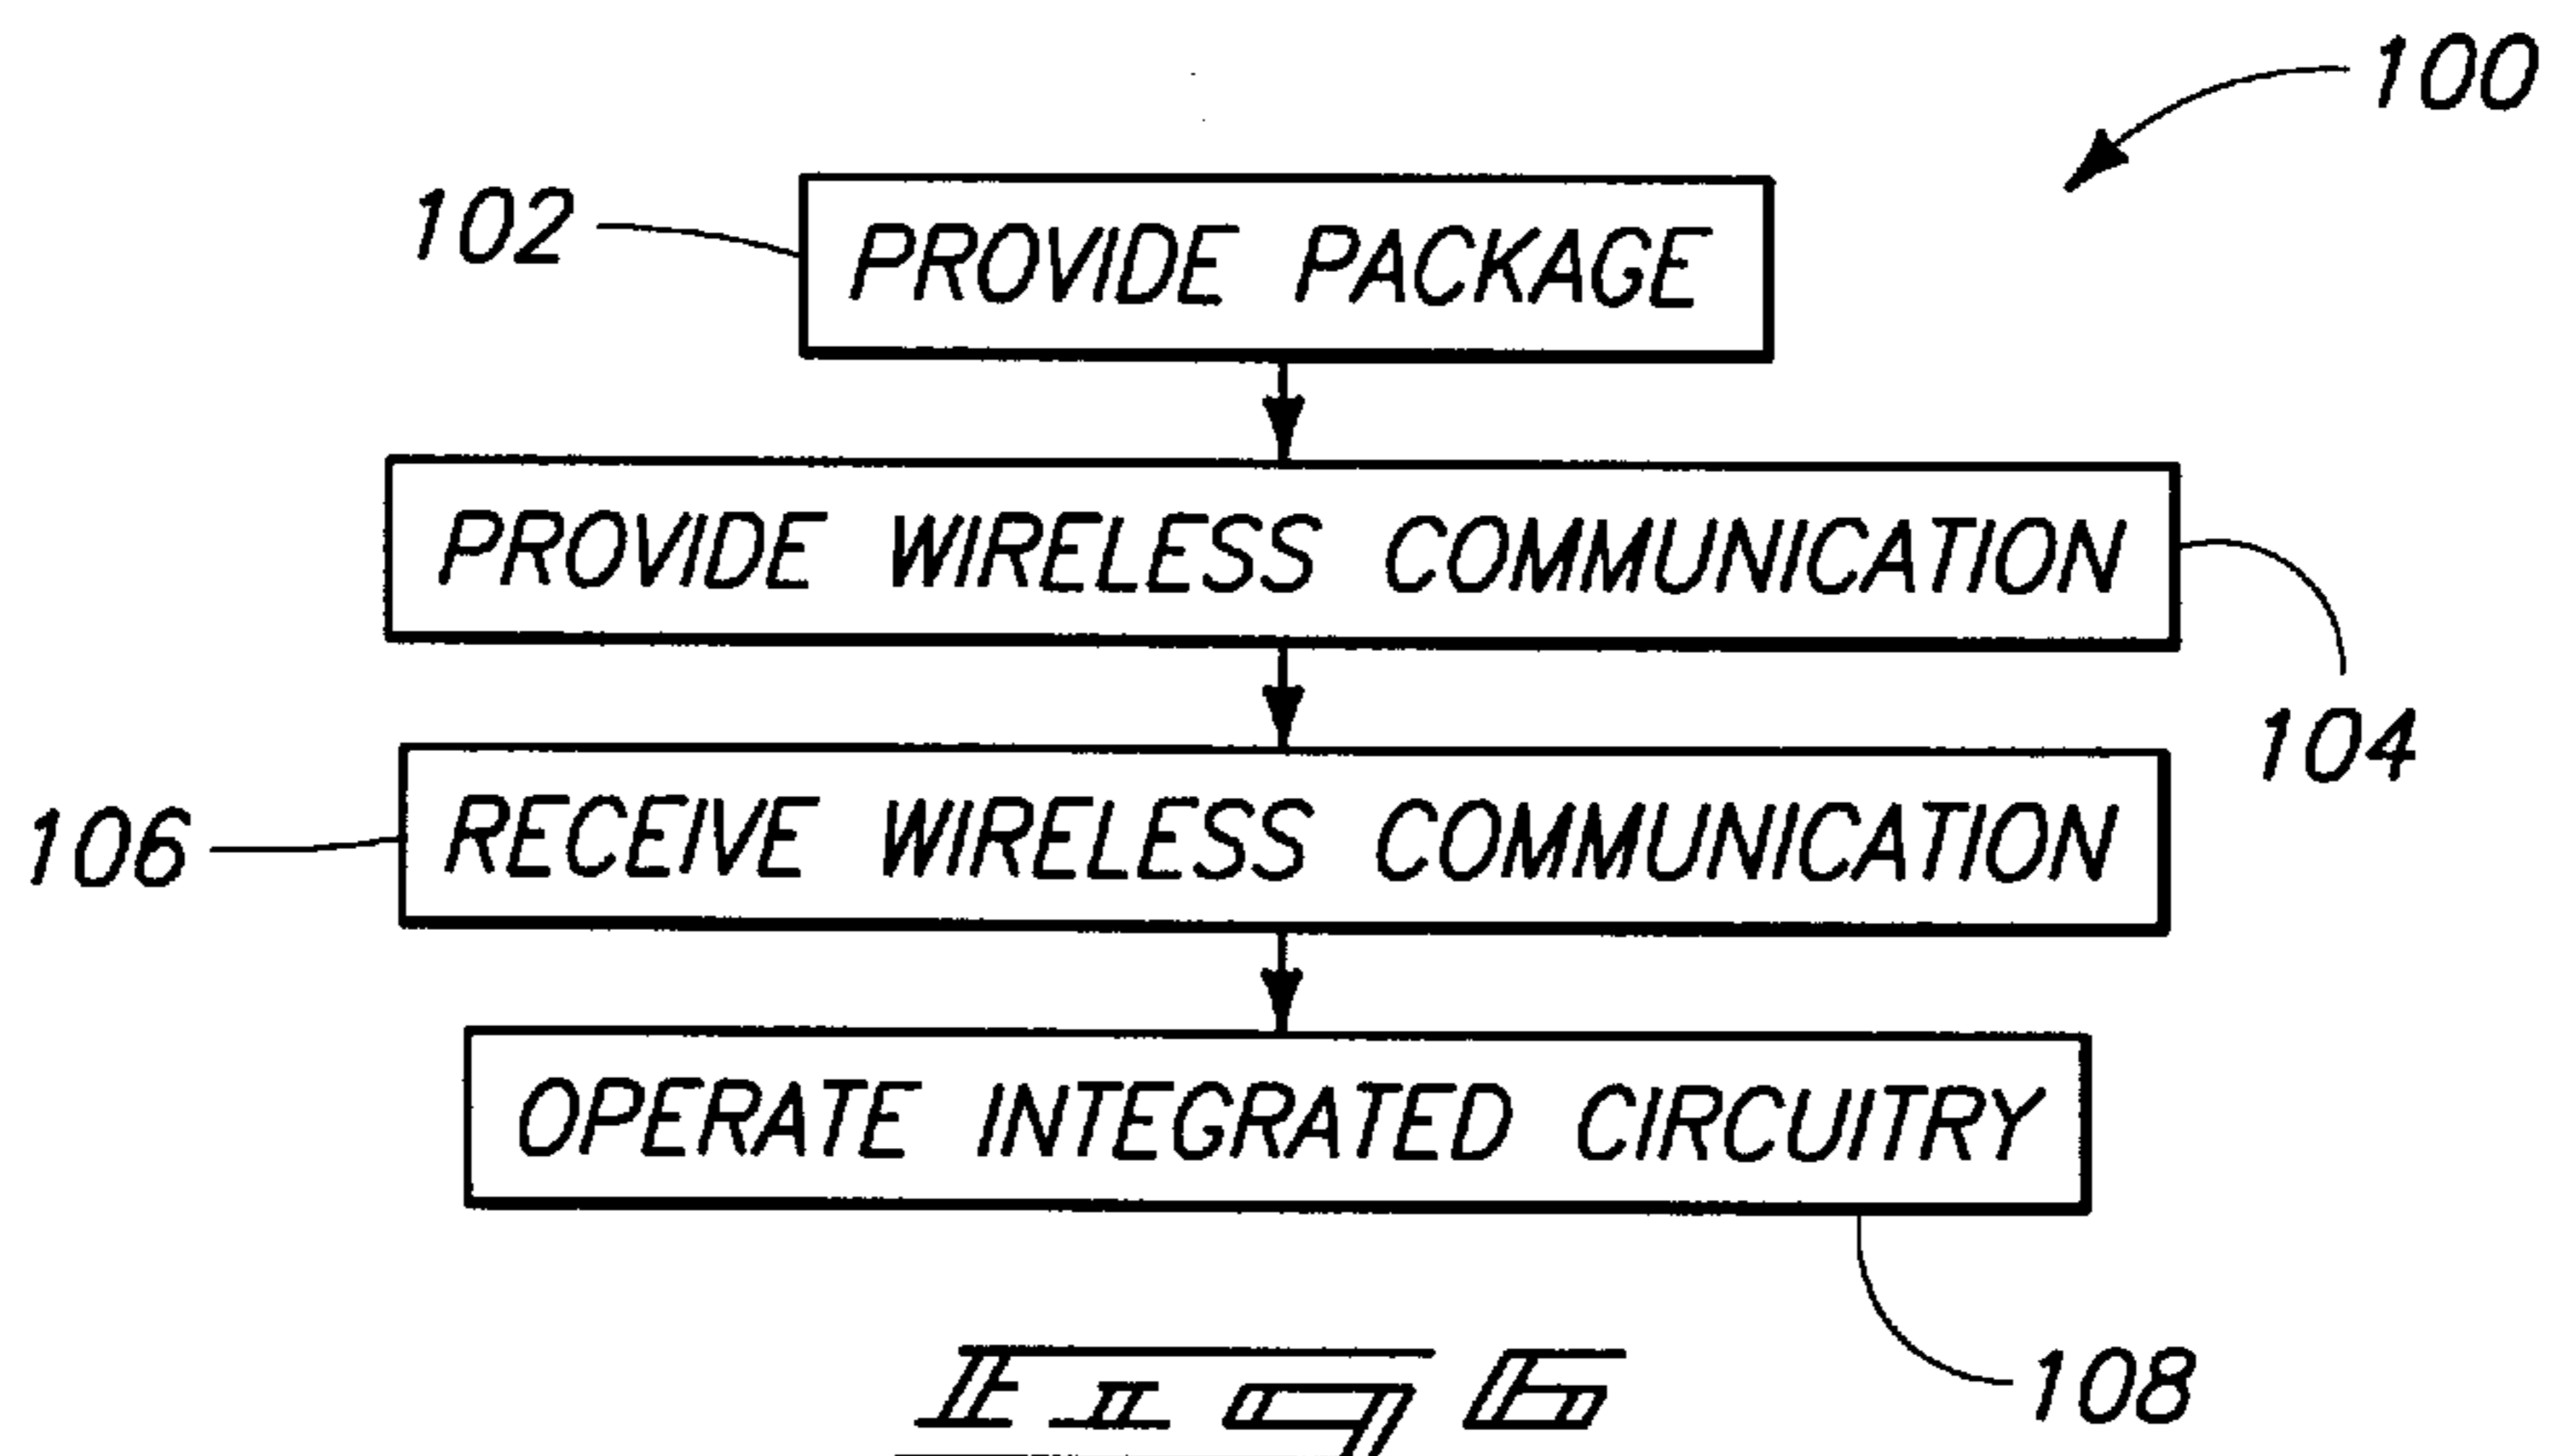 100
102
PROVIDE PACKAGE
PROVIDE WIRELESS COMMUNICATION
104
106
RECEIVE WIRELESS COMMUNICATION
OPERATE INTEGRATED CIRCUITRY
108
Fig 6